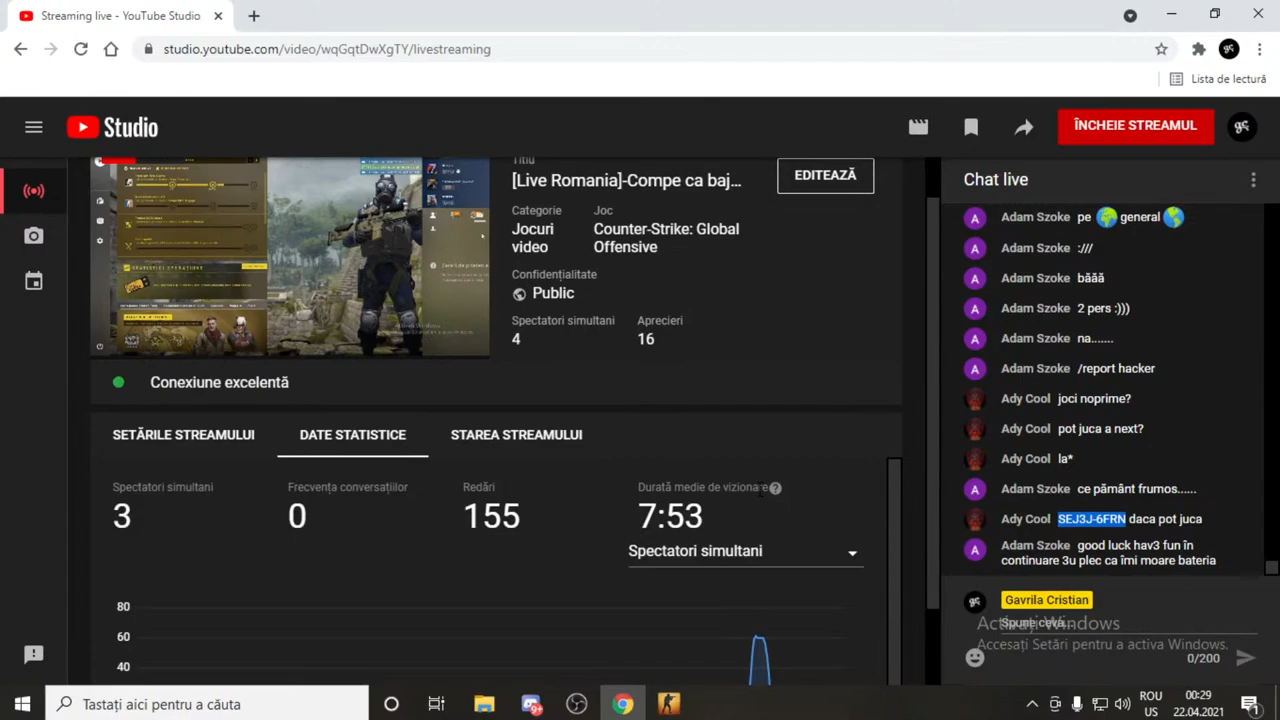 Streaming live - YouTube Studio
studio.youtube.com/video/wqGqtDwXgTY/livestreaming
Lista de lectură
Studio
ÎNCHEIE STREAMUL
Titlu
[Live Romania]-Compe ca baj...
EDITEAZĂ
Categorie
Joc
Jocuri video
Counter-Strike: Global Offensive
Confidențialitate
Public
Spectatori simultani
Aprecieri
4
16
Conexiune excelentă
SETĂRILE STREAMULUI
DATE STATISTICE
STAREA STREAMULUI
Spectatori simultani
Frecvența conversațiilor
Redări
Durată medie de vizionare
3
0
155
7:53
Spectatori simultani
80
60
40
Chat live
Adam Szoke pe general
Adam Szoke :///
Adam Szoke băăă
Adam Szoke 2 pers :)))
Adam Szoke na.......
Adam Szoke /report hacker
Ady Cool joci noprime?
Ady Cool pot juca a next?
Ady Cool la*
Adam Szoke ce pământ frumos......
Ady Cool SEJ3J-6FRN daca pot juca
Adam Szoke good luck hav3 fun în
continuare 3u plec ca îmi moare bateria
Gavrila Cristian
Spune ceva...
Activați Windows
Accesați Setări pentru a activa Windows.
0/200
Tastați aici pentru a căuta
ROU
US
00:29
22.04.2021